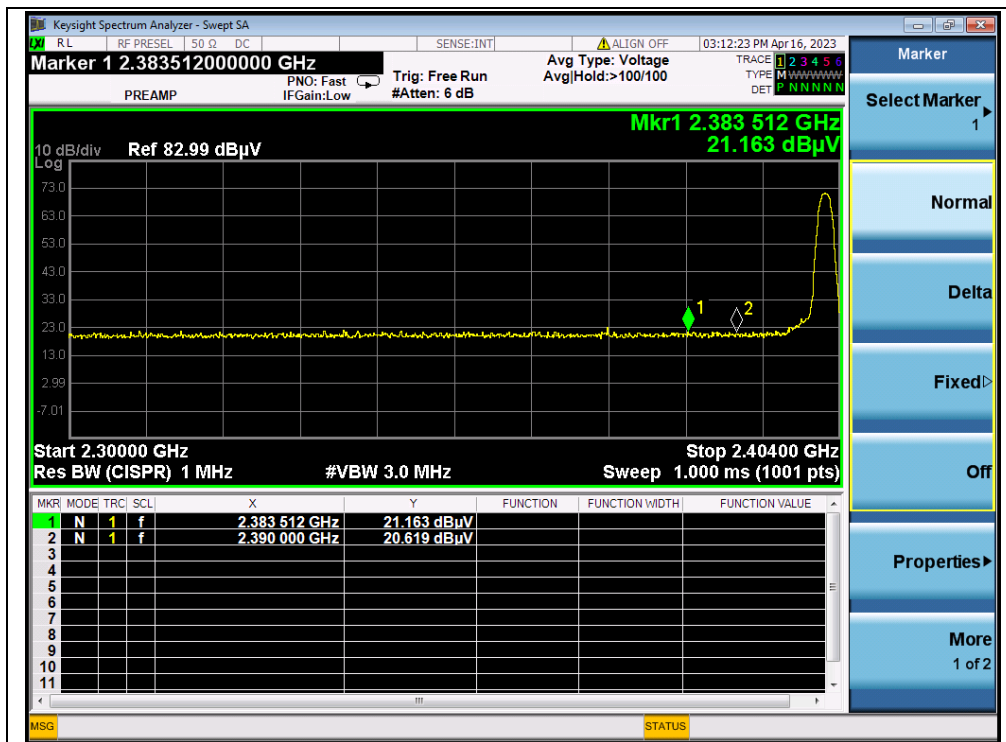 Keysight Spectrum Analyzer - Swept SA
LXI RL RF PRESEL 50 Ω DC SENSE:INT ALIGN OFF 03:12:23 PM Apr 16, 2023
Marker 1 2.383512000000 GHz
PREAMP
PNO: Fast
IFGain:Low
Trig: Free Run
#Atten: 6 dB
Avg Type: Voltage
Avg|Hold:>100/100
TRACE 1 2 3 4 5 6
TYPE M WWWWW
DET P N N N N N
Mkr1 2.383 512 GHz
21.163 dBµV
10 dB/div Ref 82.99 dBµV
Log
73.0
63.0
53.0
43.0
33.0
23.0
13.0
2.99
-7.01
1
2
Start 2.30000 GHz Stop 2.40400 GHz
Res BW (CISPR) 1 MHz #VBW 3.0 MHz Sweep 1.000 ms (1001 pts)
MKR MODE TRC SCL X Y FUNCTION FUNCTION WIDTH FUNCTION VALUE
1 N 1 f 2.383 512 GHz 21.163 dBµV
2 N 1 f 2.390 000 GHz 20.619 dBµV
3
4
5
6
7
8
9
10
11
MSG STATUS
Marker
Select Marker
1
Normal
Delta
Fixed
Off
Properties
More
1 of 2